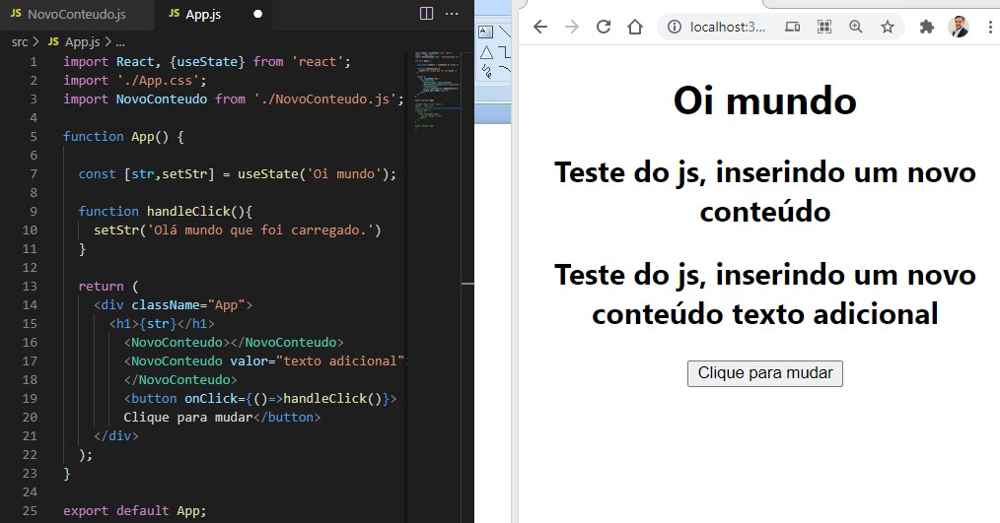 JS NovoConteudo.js
JS App.js
src > JS App.js > ...
1 import React, {useState} from 'react';
2 import './App.css';
3 import NovoConteudo from './NovoConteudo.js';
4
5 function App() {
6
7 const [str,setStr] = useState('Oi mundo');
8
9 function handleClick(){
10 setStr('Olá mundo que foi carregado.')
11 }
12
13 return (
14 <div className="App">
15 <h1>{str}</h1>
16 <NovoConteudo></NovoConteudo>
17 <NovoConteudo valor="texto adicional"
18 </NovoConteudo>
19 <button onClick={()=>handleClick()}>
20 Clique para mudar</button>
21 </div>
22 );
23 }
24
25 export default App;
localhost:3...
Oi mundo
Teste do js, inserindo um novo
conteúdo
Teste do js, inserindo um novo
conteúdo texto adicional
Clique para mudar